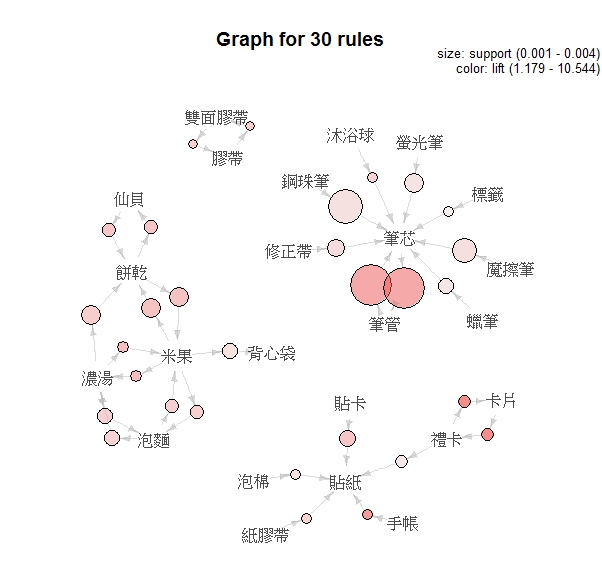 Graph for 30 rules
size: support (0.001 - 0.004)
color: lift (1.179 - 10.544)
雙面膠帶
膠帶
沐浴球
螢光筆
鋼珠筆
標籤
仙貝
筆芯
修正帶
餅乾
魔擦筆
筆管
蠟筆
米果
背心袋
濃湯
貼卡
卡片
泡麵
禮卡
泡棉
貼紙
紙膠帶
手帳